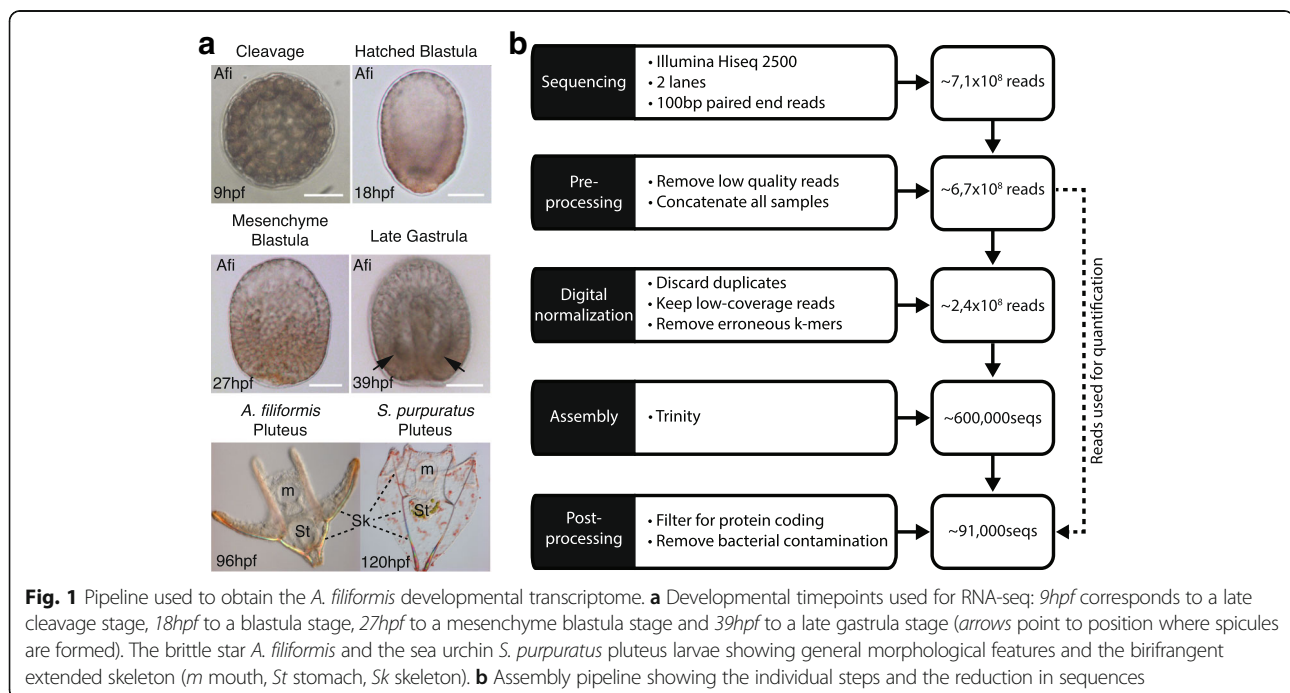 a
Cleavage
Hatched Blastula
Afi
9hpf
Afi
18hpf
Mesenchyme
Blastula
Late Gastrula
Afi
27hpf
Afi
39hpf
A. filiformis
Pluteus
S. purpuratus
Pluteus
m
St
Sk
96hpf
m
St
120hpf
b
Sequencing
• Illumina Hiseq 2500
• 2 lanes
• 100bp paired end reads
~7,1x10⁸ reads
Pre-
processing
• Remove low quality reads
• Concatenate all samples
~6,7x10⁸ reads
Digital
normalization
• Discard duplicates
• Keep low-coverage reads
• Remove erroneous k-mers
~2,4x10⁸ reads
Assembly
• Trinity
~600,000seqs
Post-
processing
• Filter for protein coding
• Remove bacterial contamination
~91,000seqs
Reads used for quantification
Fig. 1 Pipeline used to obtain the A. filiformis developmental transcriptome. a Developmental timepoints used for RNA-seq: 9hpf corresponds to a late
cleavage stage, 18hpf to a blastula stage, 27hpf to a mesenchyme blastula stage and 39hpf to a late gastrula stage (arrows point to position where spicules
are formed). The brittle star A. filiformis and the sea urchin S. purpuratus pluteus larvae showing general morphological features and the birifrangent
extended skeleton (m mouth, St stomach, Sk skeleton). b Assembly pipeline showing the individual steps and the reduction in sequences